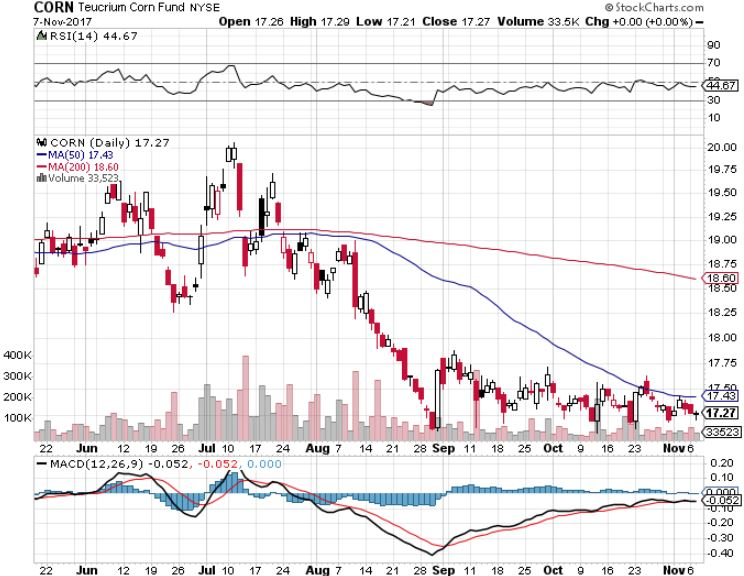 CORN Teucrium Corn Fund NYSE © StockCharts.com
7-Nov-2017 Open 17.26 High 17.29 Low 17.21 Close 17.27 Volume 33.5K Chg +0.00 (+0.00%)
RSI(14) 44.67
90
70
50
44.67
30
10
CORN (Daily) 17.27
MA(50) 17.43
MA(200) 18.60
Volume 33,523
20.00
19.75
19.50
19.25
19.00
18.75
18.60
18.50
18.25
18.00
17.75
17.50
17.43
17.27
33523
400K
300K
200K
100K
22 Jun 12 19 26 Jul 10 17 24 Aug 7 14 21 28 Sep 11 18 25 Oct 9 16 23 Nov 6
MACD(12,26,9) -0.052, -0.052, 0.000
0.20
0.10
0.000
-0.052
-0.10
-0.20
-0.30
-0.40
22 Jun 12 19 26 Jul 10 17 24 Aug 7 14 21 28 Sep 11 18 25 Oct 9 16 23 Nov 6